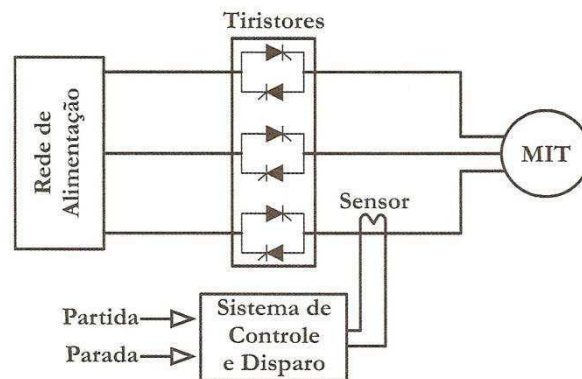 Tiristores
Rede de
Alimentação
MIT
Sensor
Partida
Parada
Sistema de
Controle
e Disparo